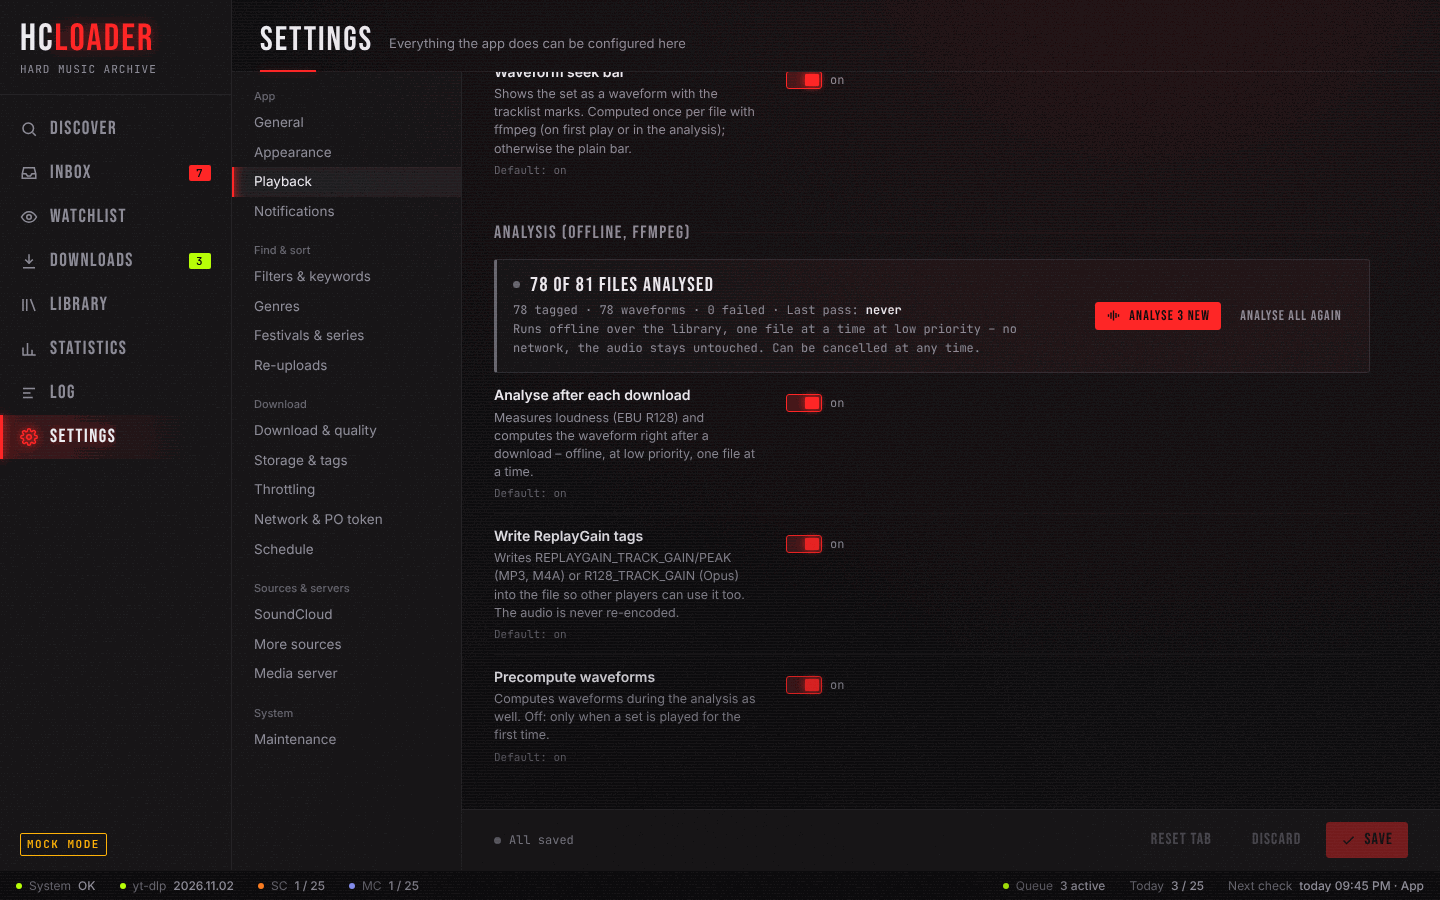 HCLOADER
HARD MUSIC ARCHIVE
DISCOVER
INBOX 7
WATCHLIST
DOWNLOADS 3
LIBRARY
STATISTICS
LOG
SETTINGS
MOCK MODE
SETTINGS Everything the app does can be configured here
App
General
Appearance
Playback
Notifications
Find & sort
Filters & keywords
Genres
Festivals & series
Re-uploads
Download
Download & quality
Storage & tags
Throttling
Network & PO token
Schedule
Sources & servers
SoundCloud
More sources
Media server
System
Maintenance
Waveform seek bar
on
Shows the set as a waveform with the
tracklist marks. Computed once per file with
ffmpeg (on first play or in the analysis);
otherwise the plain bar.
Default: on
ANALYSIS (OFFLINE, FFMPEG)
78 OF 81 FILES ANALYSED
78 tagged · 78 waveforms · 0 failed · Last pass: never
Runs offline over the library, one file at a time at low priority – no
network, the audio stays untouched. Can be cancelled at any time.
ANALYSE 3 NEW
ANALYSE ALL AGAIN
Analyse after each download
on
Measures loudness (EBU R128) and
computes the waveform right after a
download – offline, at low priority, one file at
a time.
Default: on
Write ReplayGain tags
on
Writes REPLAYGAIN_TRACK_GAIN/PEAK
(MP3, M4A) or R128_TRACK_GAIN (Opus)
into the file so other players can use it too.
The audio is never re-encoded.
Default: on
Precompute waveforms
on
Computes waveforms during the analysis as
well. Off: only when a set is played for the
first time.
Default: on
All saved
RESET TAB
DISCARD
SAVE
System OK yt-dlp 2026.11.02 SC 1 / 25 MC 1 / 25 Queue 3 active Today 3 / 25 Next check today 09:45 PM · App